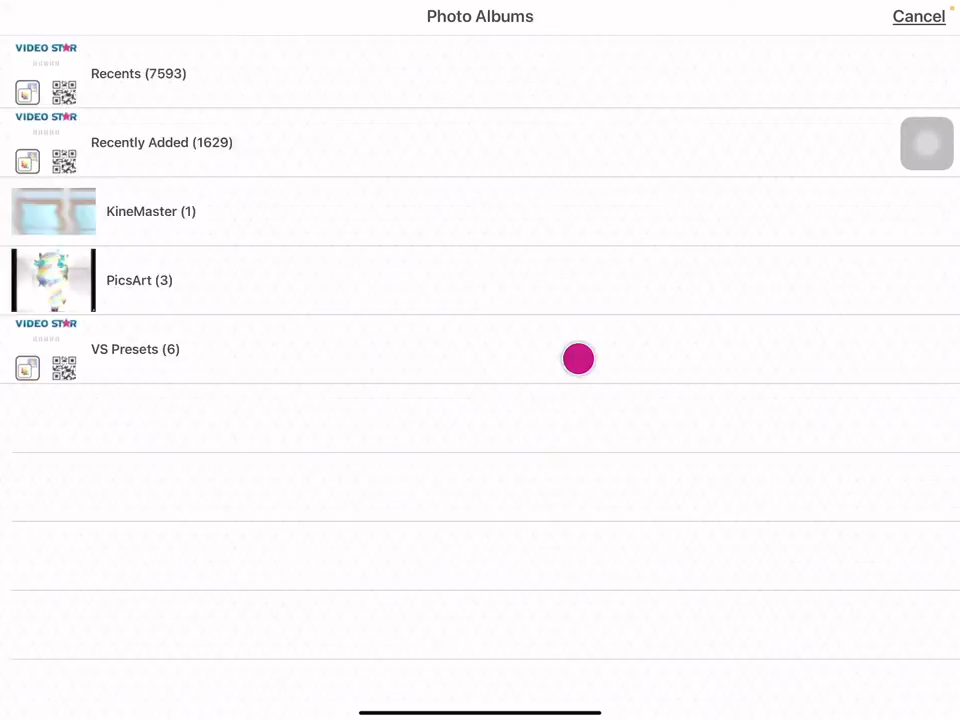 Photo Albums
Cancel
VIDEO STAR
Recents (7593)
VIDEO STAR
Recently Added (1629)
KineMaster (1)
PicsArt (3)
VIDEO STAR
VS Presets (6)